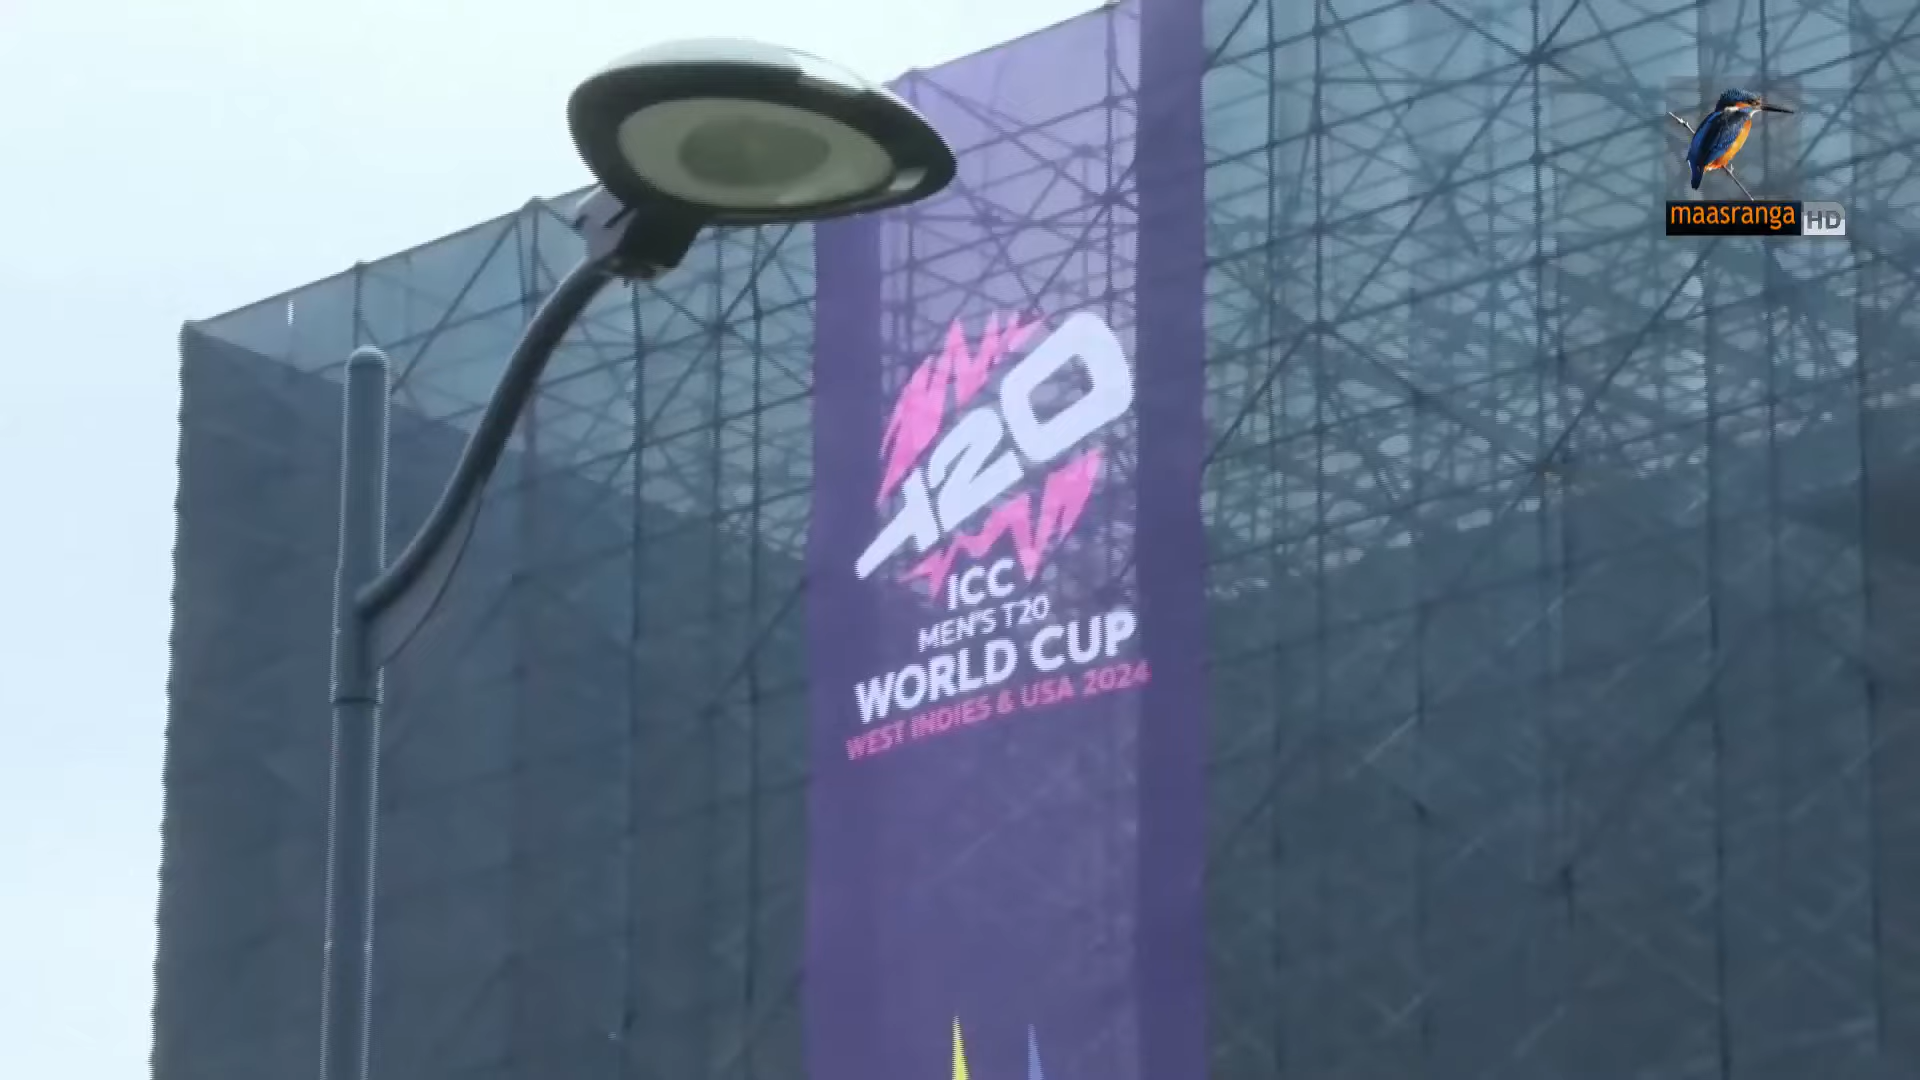 maasranga HD
T20
ICC
MEN'S T20
WORLD CUP
WEST INDIES & USA 2024